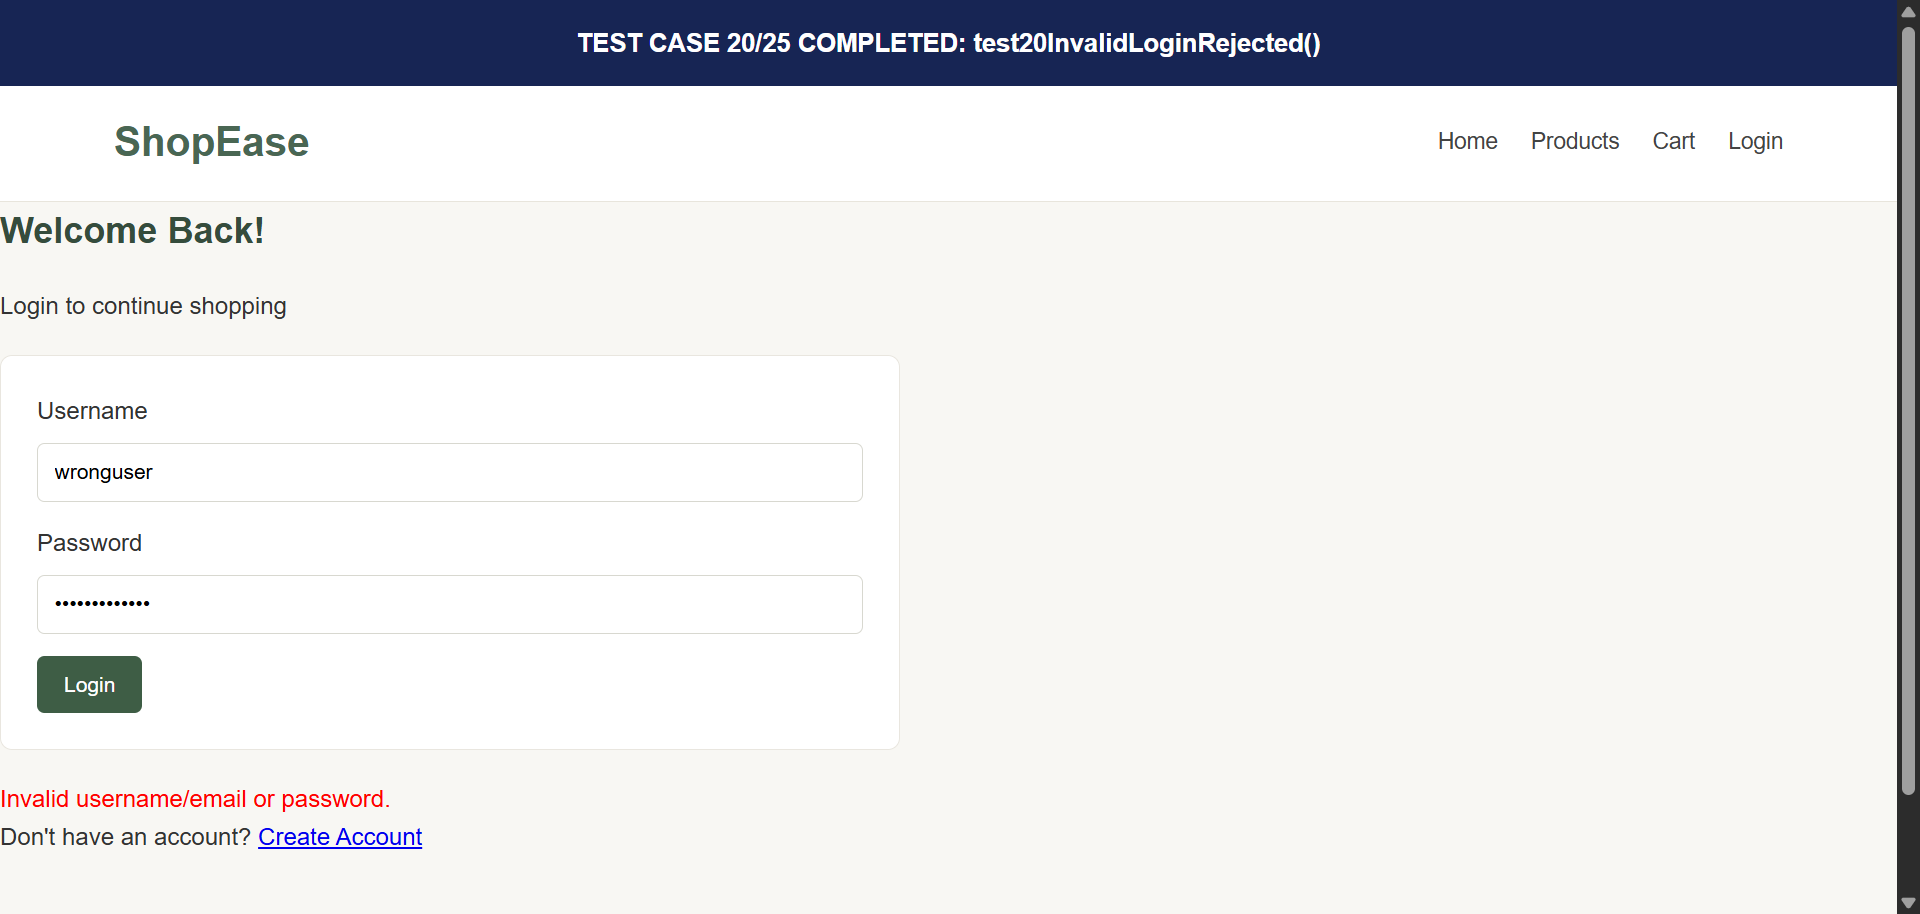 TEST CASE 20/25 COMPLETED: test20InvalidLoginRejected()
ShopEase
Home Products Cart Login
Welcome Back!
Login to continue shopping
Username
wronguser
Password
•••••••••••••
Login
Invalid username/email or password.
Don't have an account? Create Account